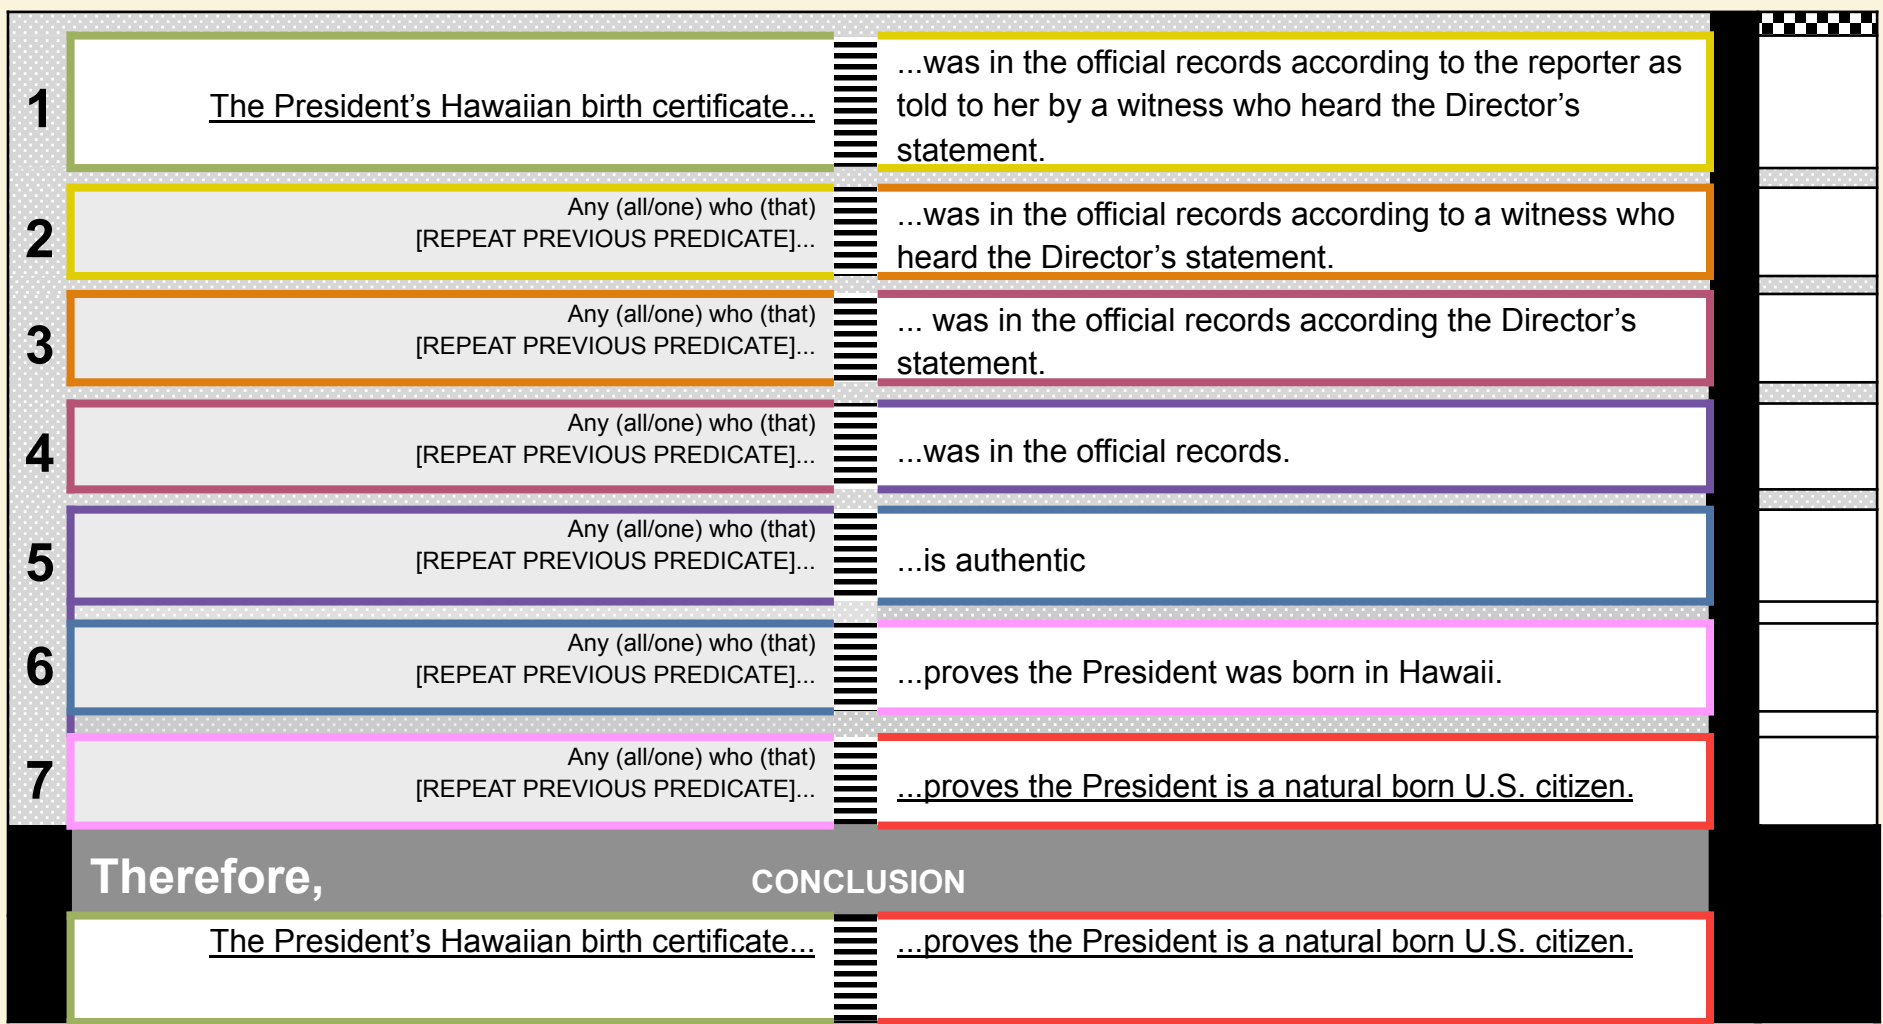 1
The President’s Hawaiian birth certificate...
...was in the official records according to the reporter as
told to her by a witness who heard the Director’s
statement.
2
Any (all/one) who (that)
[REPEAT PREVIOUS PREDICATE]...
...was in the official records according to a witness who
heard the Director’s statement.
3
Any (all/one) who (that)
[REPEAT PREVIOUS PREDICATE]...
... was in the official records according the Director’s
statement.
4
Any (all/one) who (that)
[REPEAT PREVIOUS PREDICATE]...
...was in the official records.
5
Any (all/one) who (that)
[REPEAT PREVIOUS PREDICATE]...
...is authentic
6
Any (all/one) who (that)
[REPEAT PREVIOUS PREDICATE]...
...proves the President was born in Hawaii.
7
Any (all/one) who (that)
[REPEAT PREVIOUS PREDICATE]...
...proves the President is a natural born U.S. citizen.
Therefore,
CONCLUSION
The President’s Hawaiian birth certificate...
...proves the President is a natural born U.S. citizen.